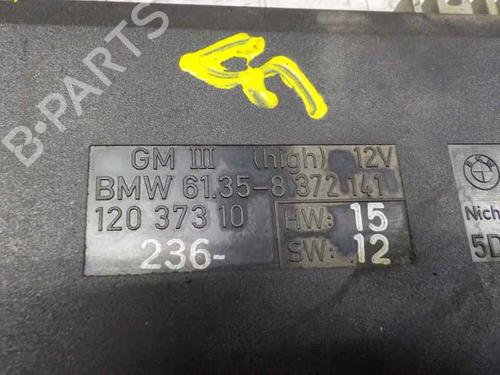 B-PARTS
GM III (high) 12V
BMW 61.35-8 372 141
120 373 10
HW: 15
236-
SW: 12
Nich
5D